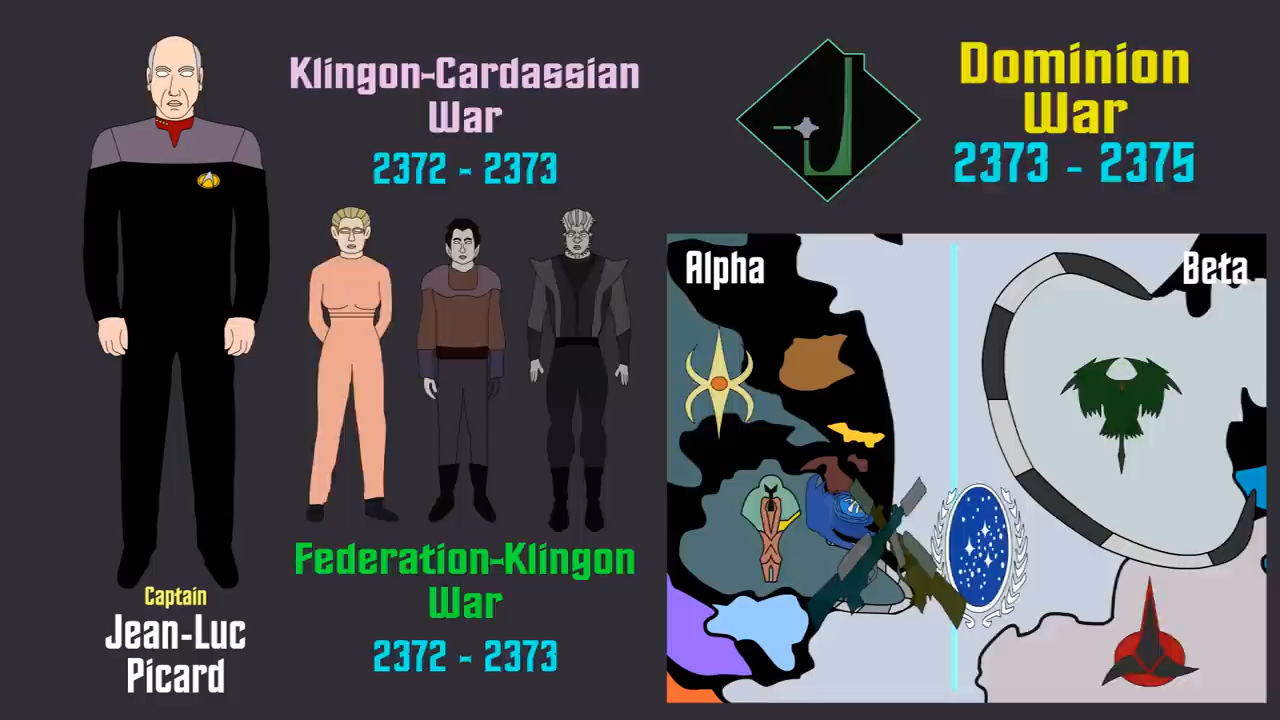 Klingon-Cardassian
War
2372 - 2373
Dominion
War
2373 - 2375
Alpha
Beta
Federation-Klingon
War
2372 - 2373
Captain
Jean-Luc
Picard